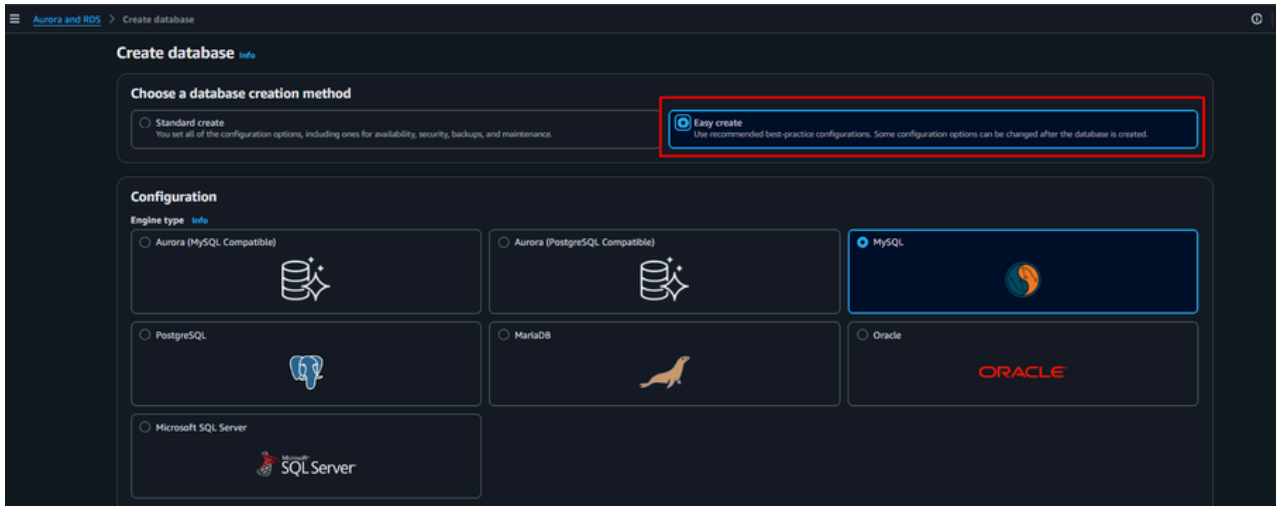 Aurora and RDS > Create database
Create database Info
Choose a database creation method
Standard create
You set all of the configuration options, including ones for availability, security, backups, and maintenance.
Easy create
Use recommended best-practice configurations. Some configuration options can be changed after the database is created.
Configuration
Engine type Info
Aurora (MySQL Compatible)
Aurora (PostgreSQL Compatible)
MySQL
PostgreSQL
MariaDB
Oracle
ORACLE
Microsoft SQL Server
Microsoft
SQL Server